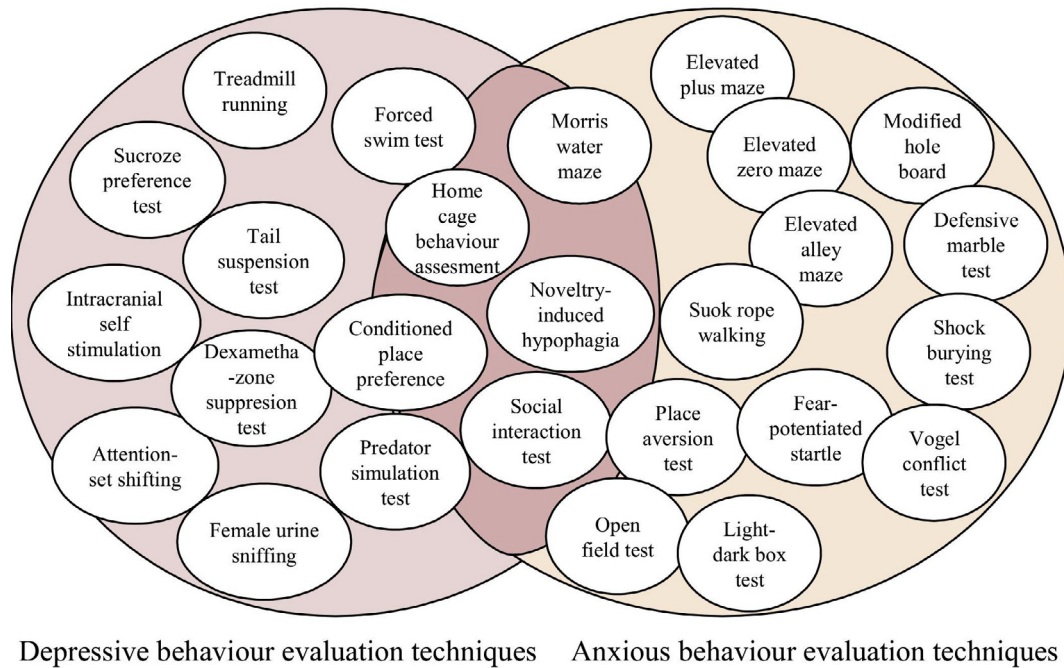 Treadmill
running
Forced
swim test
Sucroze
preference
test
Tail
suspension
test
Intracranial
self
stimulation
Dexametha
-zone
suppresion
test
Attention-
set shifting
Female urine
sniffing
Home
cage
behaviour
assesment
Conditioned
place
preference
Predator
simulation
test
Morris
water
maze
Noveltry-
induced
hypophagia
Social
interaction
test
Elevated
plus maze
Elevated
zero maze
Modified
hole
board
Elevated
alley
maze
Defensive
marble
test
Suok rope
walking
Shock
burying
test
Place
aversion
test
Fear-
potentiated
startle
Vogel
conflict
test
Open
field test
Light-
dark box
test
Depressive behaviour evaluation techniques
Anxious behaviour evaluation techniques